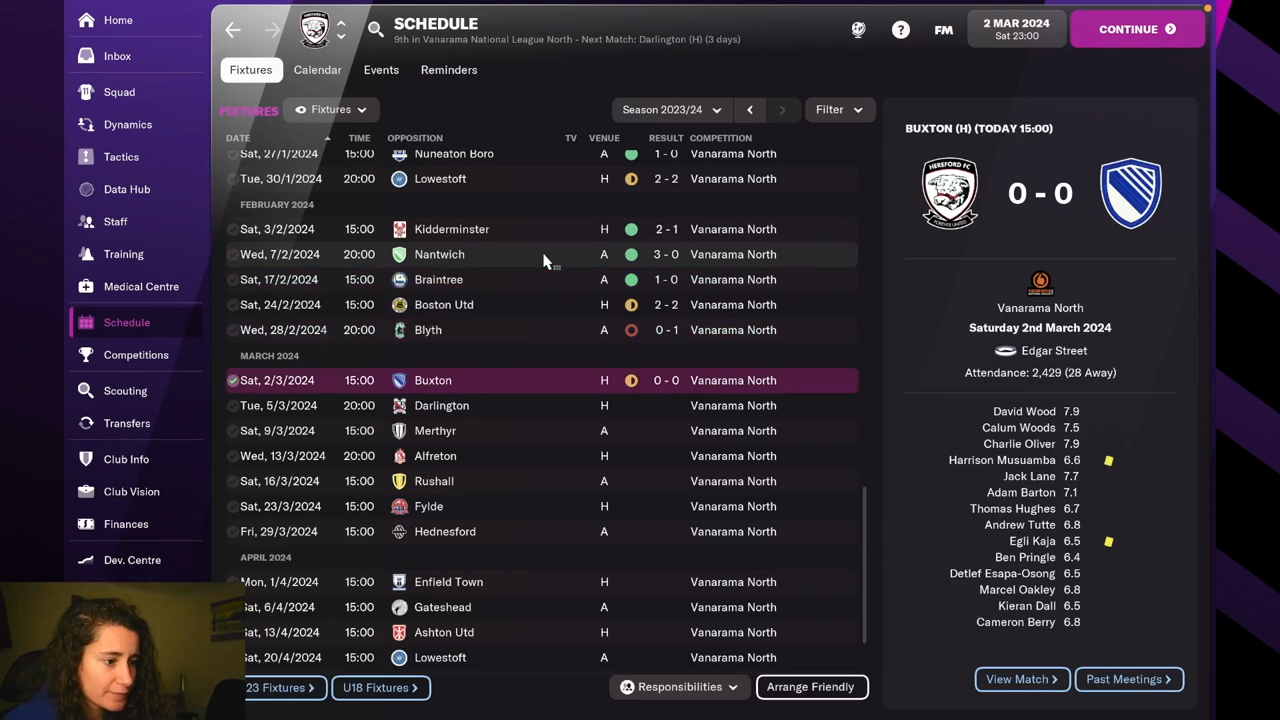 Home
Inbox
Squad
Dynamics
Tactics
Data Hub
Staff
Training
Medical Centre
Schedule
Competitions
Scouting
Transfers
Club Info
Club Vision
Finances
Dev. Centre
SCHEDULE
9th in Vanarama National League North - Next Match: Darlington (H) (3 days)
? FM
2 MAR 2024
Sat 23:00
CONTINUE
Fixtures Calendar Events Reminders
FIXTURES Fixtures Season 2023/24 Filter
DATE TIME OPPOSITION TV VENUE RESULT COMPETITION
Sat, 27/1/2024 15:00 Nuneaton Boro A 1 - 0 Vanarama North
Tue, 30/1/2024 20:00 Lowestoft H 2 - 2 Vanarama North
FEBRUARY 2024
Sat, 3/2/2024 15:00 Kidderminster H 2 - 1 Vanarama North
Wed, 7/2/2024 20:00 Nantwich A 3 - 0 Vanarama North
Sat, 17/2/2024 15:00 Braintree A 1 - 0 Vanarama North
Sat, 24/2/2024 15:00 Boston Utd H 2 - 2 Vanarama North
Wed, 28/2/2024 20:00 Blyth A 0 - 1 Vanarama North
MARCH 2024
Sat, 2/3/2024 15:00 Buxton H 0 - 0 Vanarama North
Tue, 5/3/2024 20:00 Darlington H Vanarama North
Sat, 9/3/2024 15:00 Merthyr A Vanarama North
Wed, 13/3/2024 20:00 Alfreton H Vanarama North
Sat, 16/3/2024 15:00 Rushall A Vanarama North
Sat, 23/3/2024 15:00 Fylde H Vanarama North
Fri, 29/3/2024 15:00 Hednesford A Vanarama North
APRIL 2024
Mon, 1/4/2024 15:00 Enfield Town H Vanarama North
Sat, 6/4/2024 15:00 Gateshead A Vanarama North
Sat, 13/4/2024 15:00 Ashton Utd H Vanarama North
Sat, 20/4/2024 15:00 Lowestoft A Vanarama North
23 Fixtures U18 Fixtures Responsibilities Arrange Friendly
BUXTON (H) (TODAY 15:00)
HEREFORD FC
FOREVER UNITED
0 - 0
Vanarama North
Saturday 2nd March 2024
Edgar Street
Attendance: 2,429 (28 Away)
David Wood 7.9
Calum Woods 7.5
Charlie Oliver 7.9
Harrison Musuamba 6.6
Jack Lane 7.7
Adam Barton 7.1
Thomas Hughes 6.7
Andrew Tutte 6.8
Egli Kaja 6.5
Ben Pringle 6.4
Detlef Esapa-Osong 6.5
Marcel Oakley 6.8
Kieran Dall 6.5
Cameron Berry 6.8
View Match Past Meetings